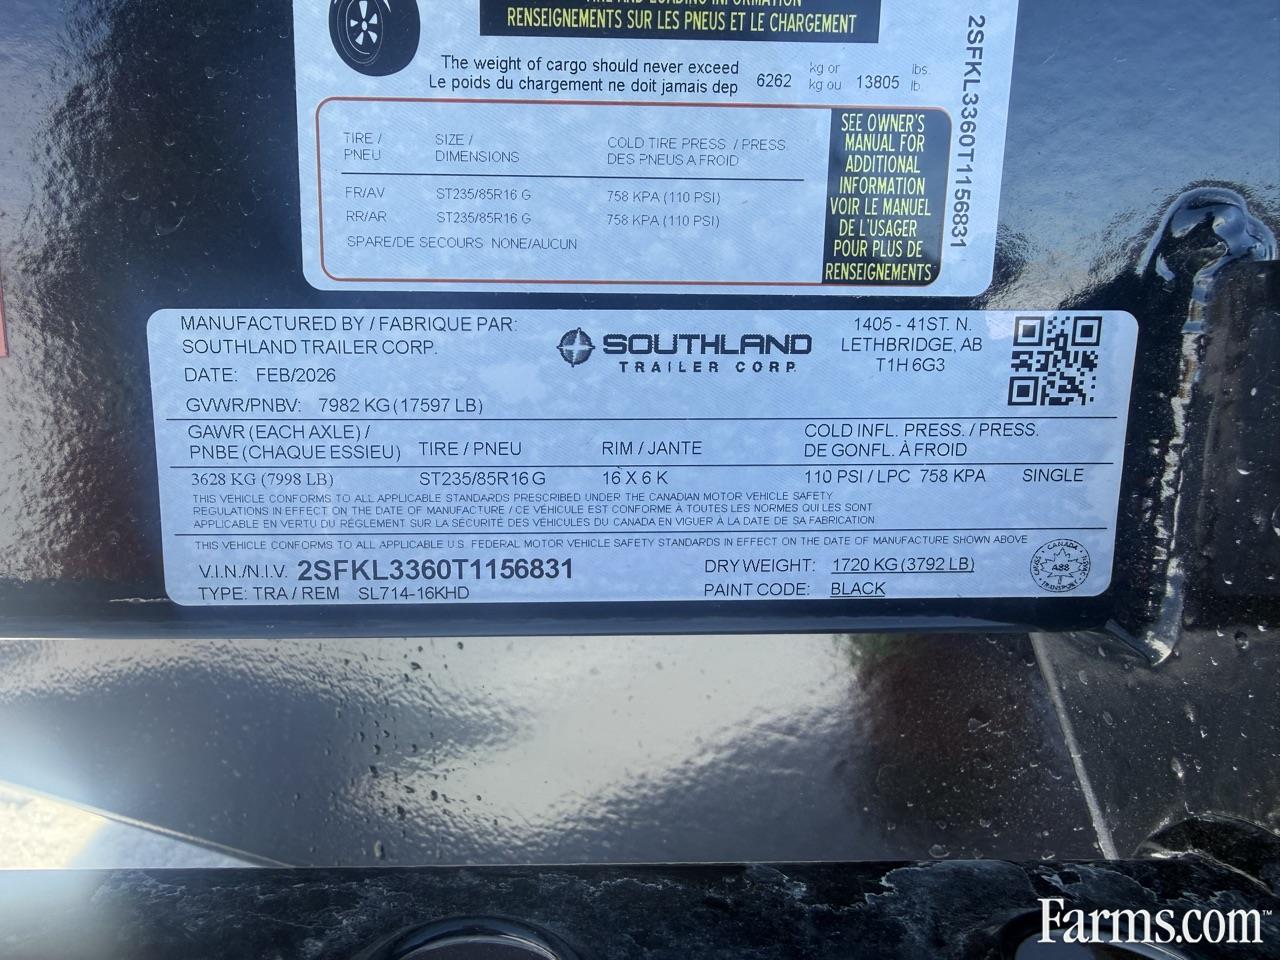 TIRE AND LOADING INFORMATION
RENSEIGNEMENTS SUR LES PNEUS ET LE CHARGEMENT
The weight of cargo should never exceed
Le poids du chargement ne doit jamais dep
6262 kg or kg ou 13805 lbs. lb.
TIRE / PNEU
SIZE / DIMENSIONS
COLD TIRE PRESS / PRESS. DES PNEUS A FROID
FR/AV ST235/85R16 G 758 KPA (110 PSI)
RR/AR ST235/85R16 G 758 KPA (110 PSI)
SPARE/DE SECOURS NONE/AUCUN
SEE OWNER'S
MANUAL FOR
ADDITIONAL
INFORMATION
VOIR LE MANUEL
DE L'USAGER
POUR PLUS DE
RENSEIGNEMENTS
2SFKL3360T1156831
MANUFACTURED BY / FABRIQUE PAR:
SOUTHLAND TRAILER CORP.
DATE: FEB/2026
GVWR/PNBV: 7982 KG (17597 LB)
SOUTHLAND
TRAILER CORP.
1405 - 41ST. N.
LETHBRIDGE, AB
T1H 6G3
GAWR (EACH AXLE) /
PNBE (CHAQUE ESSIEU) TIRE / PNEU RIM / JANTE
COLD INFL. PRESS. / PRESS.
DE GONFL. À FROID
3628 KG (7998 LB) ST235/85R16 G 16 X 6 K 110 PSI / LPC 758 KPA SINGLE
THIS VEHICLE CONFORMS TO ALL APPLICABLE STANDARDS PRESCRIBED UNDER THE CANADIAN MOTOR VEHICLE SAFETY
REGULATIONS IN EFFECT ON THE DATE OF MANUFACTURE / CE VÉHICULE EST CONFORME À TOUTES LES NORMES QUI LES SONT
APPLICABLE EN VERTU DU RÉGLEMENT SUR LA SÉCURITÉ DES VÉHICULES DU CANADA EN VIGUER À LA DATE DE SA FABRICATION
THIS VEHICLE CONFORMS TO ALL APPLICABLE U.S. FEDERAL MOTOR VEHICLE SAFETY STANDARDS IN EFFECT ON THE DATE OF MANUFACTURE SHOWN ABOVE
V.I.N./N.I.V. 2SFKL3360T1156831
TYPE: TRA / REM SL714-16KHD
DRY WEIGHT: 1720 KG (3792 LB)
PAINT CODE: BLACK
CANADA
A88
TRANSPORT
Farms.com™